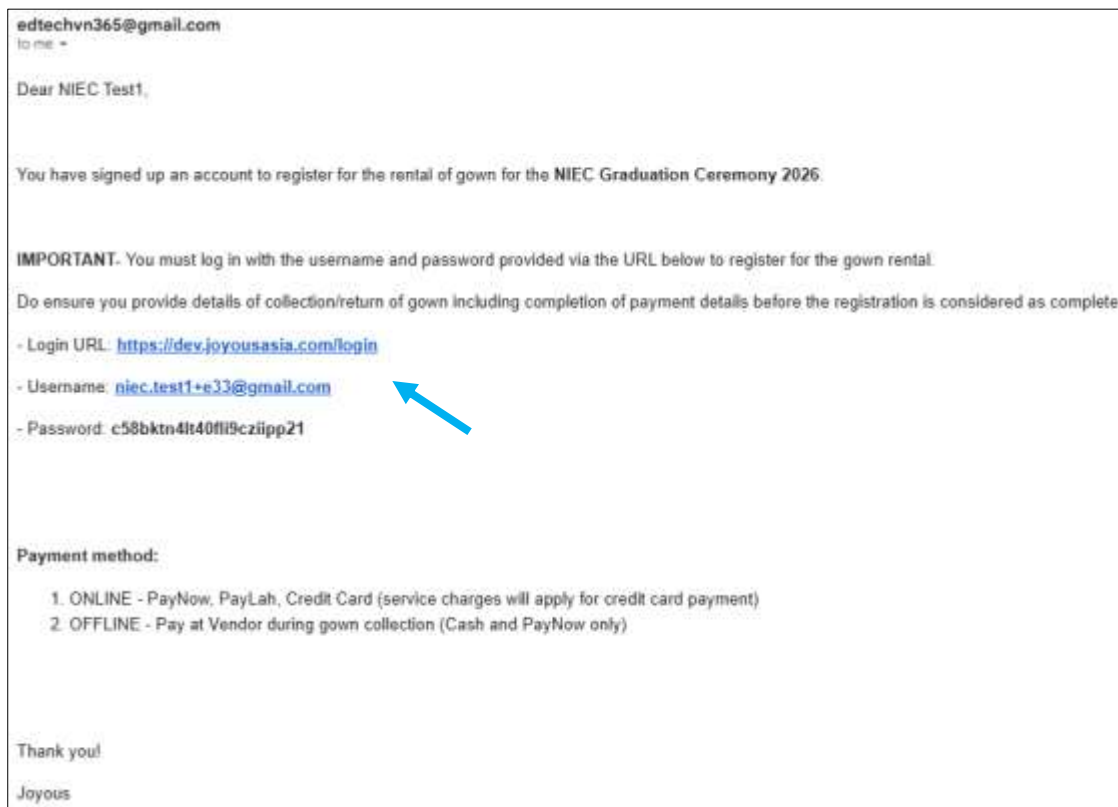 edtechvn365@gmail.com
to me
Dear NIEC Test1,
You have signed up an account to register for the rental of gown for the NIEC Graduation Ceremony 2026.
IMPORTANT- You must log in with the username and password provided via the URL below to register for the gown rental.
Do ensure you provide details of collection/return of gown including completion of payment details before the registration is considered as complete
- Login URL: https://dev.joyousasia.com/login
- Username: niec.test1+e33@gmail.com
- Password:
Payment method:
1. ONLINE - PayNow, PayLah, Credit Card (service charges will apply for credit card payment)
2. OFFLINE - Pay at Vendor during gown collection (Cash and PayNow only)
Thank you!
Joyous